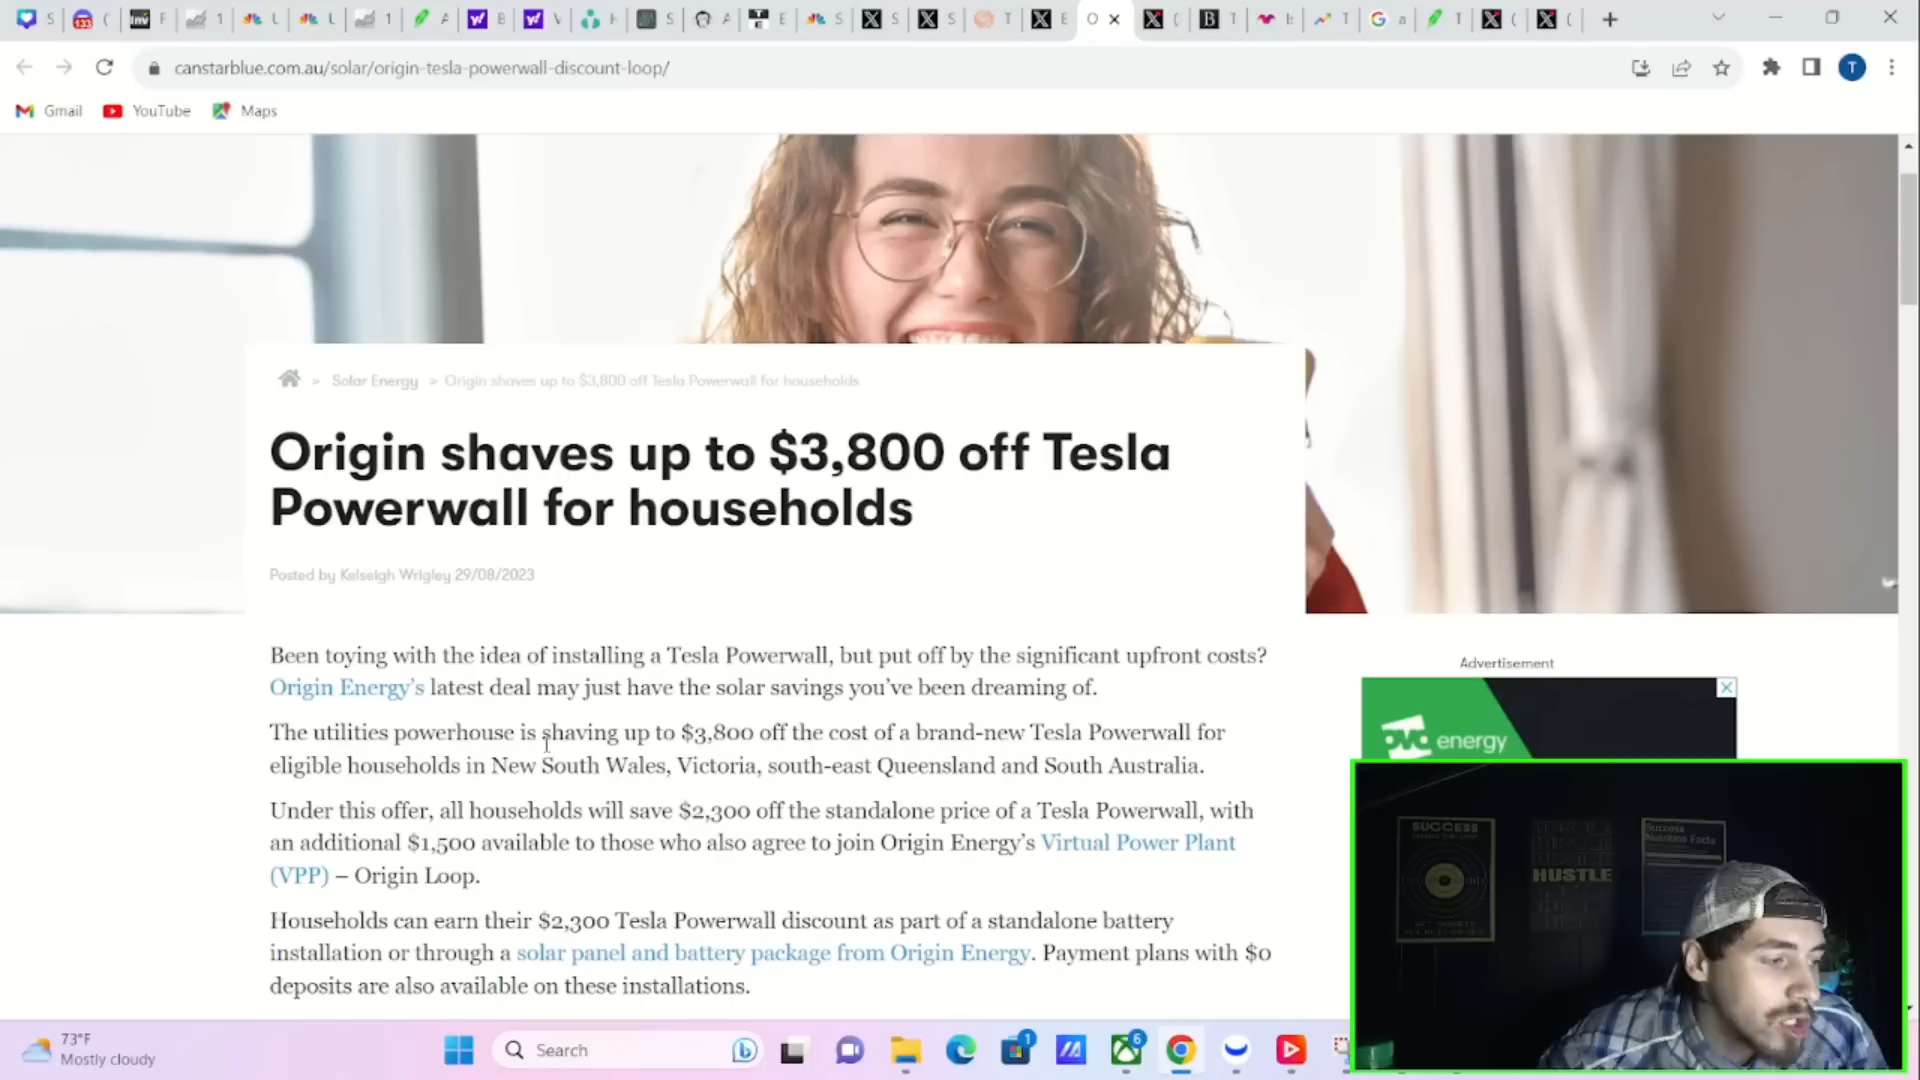 canstarblue.com.au/solar/origin-tesla-powerwall-discount-loop/
T
Gmail
YouTube
Maps
> Solar Energy > Origin shaves up to $3,800 off Tesla Powerwall for households
Origin shaves up to $3,800 off Tesla
Powerwall for households
Posted by Kelseigh Wrigley 29/08/2023
Been toying with the idea of installing a Tesla Powerwall, but put off by the significant upfront costs?
Origin Energy's latest deal may just have the solar savings you've been dreaming of.
The utilities powerhouse is shaving up to $3,800 off the cost of a brand-new Tesla Powerwall for
eligible households in New South Wales, Victoria, south-east Queensland and South Australia.
Under this offer, all households will save $2,300 off the standalone price of a Tesla Powerwall, with
an additional $1,500 available to those who also agree to join Origin Energy's Virtual Power Plant
(VPP) – Origin Loop.
Households can earn their $2,300 Tesla Powerwall discount as part of a standalone battery
installation or through a solar panel and battery package from Origin Energy. Payment plans with $0
deposits are also available on these installations.
Advertisement
ovo energy
SUCCESS
HUSTLE
Success
Nutrition Facts
73°F
Mostly cloudy
Search
1
6